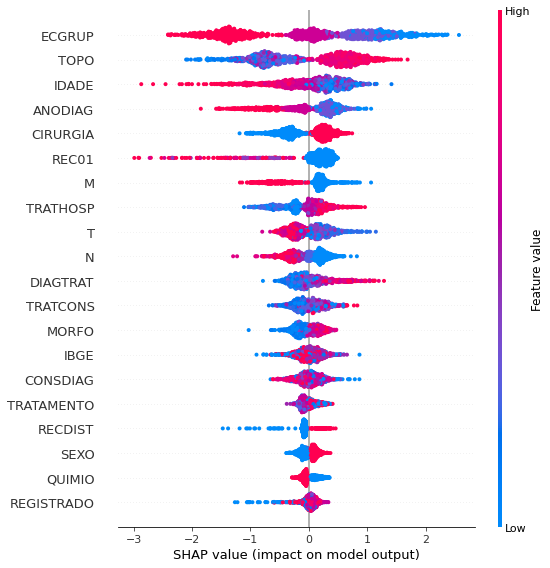 High
ECGRUP
TOPO
IDADE
ANODIAG
CIRURGIA
REC01
M
TRATHOSP
T
N
DIAGTRAT
TRATCONS
MORFO
IBGE
CONSDIAG
TRATAMENTO
RECDIST
SEXO
QUIMIO
REGISTRADO
Feature value
Low
−3 −2 −1 0 1 2
SHAP value (impact on model output)